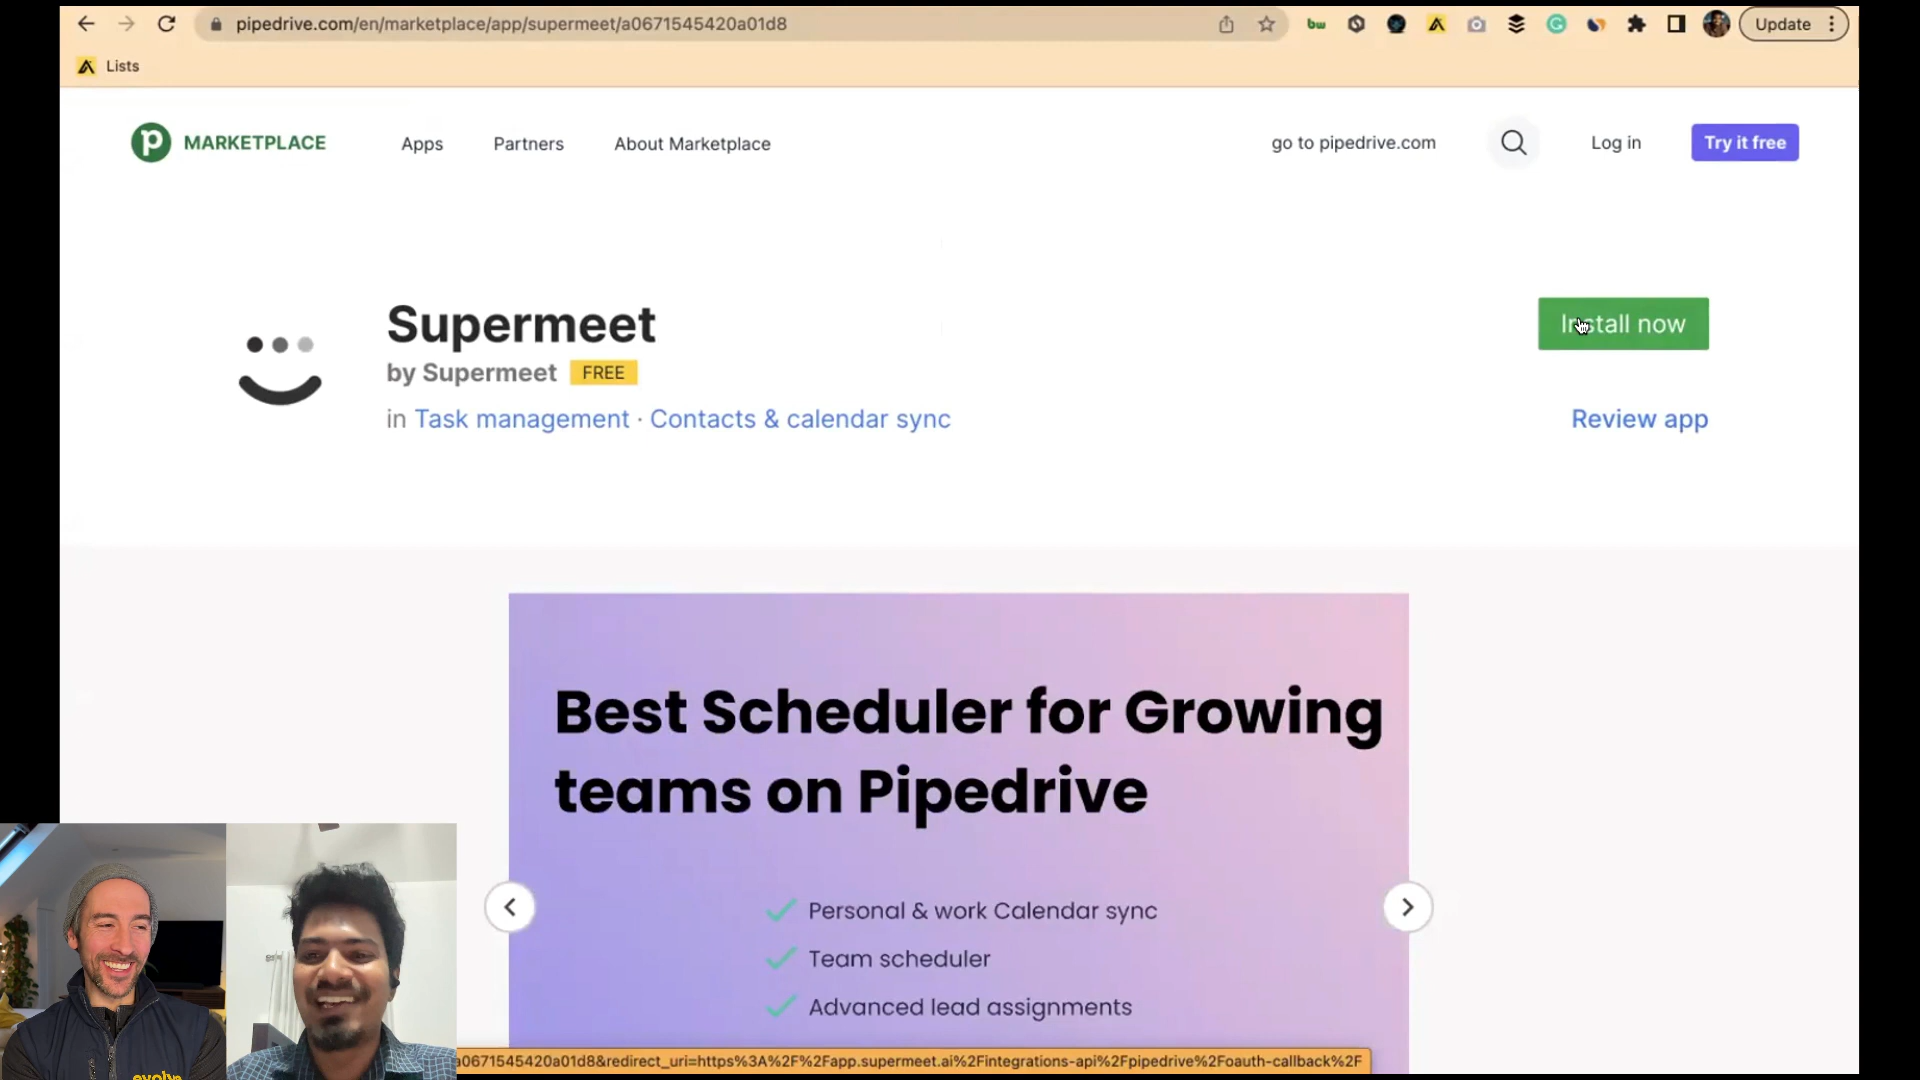 pipedrive.com/en/marketplace/app/supermeet/a0671545420a01d8
bw
Update
Lists
MARKETPLACE
Apps
Partners
About Marketplace
go to pipedrive.com
Log in
Try it free
Supermeet
by Supermeet FREE
in Task management · Contacts & calendar sync
Install now
Review app
Best Scheduler for Growing
teams on Pipedrive
Personal & work Calendar sync
Team scheduler
Advanced lead assignments
a0671545420a01d8&redirect_uri=https%3A%2F%2Fapp.supermeet.ai%2Fintegrations-api%2Fpipedrive%2Foauth-callback%2F